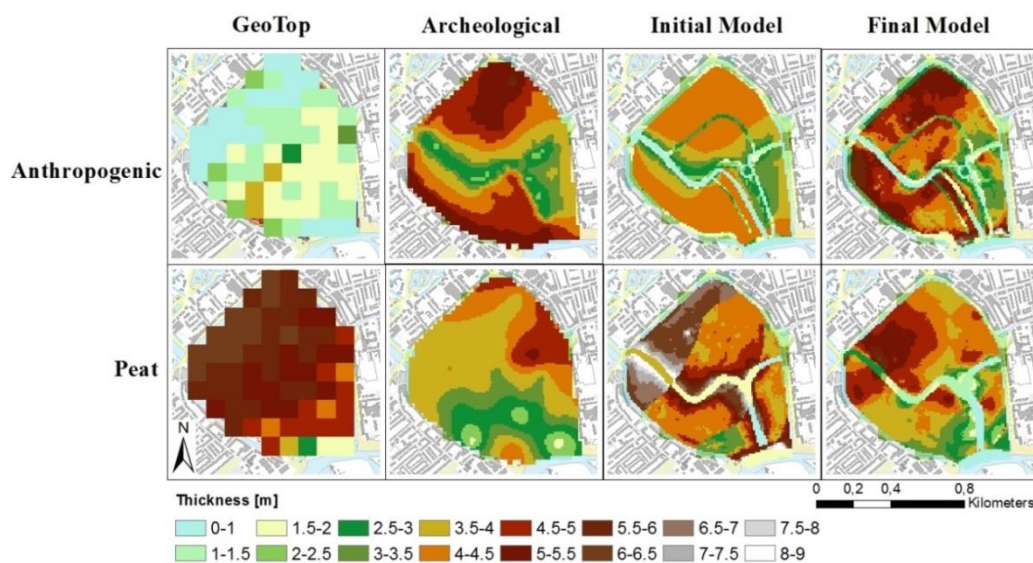 GeoTop Archeological Initial Model Final Model
Anthropogenic
Peat
N
Thickness [m]
0 0,2 0,4 0,8
Kilometers
0-1 1.5-2 2.5-3 3.5-4 4.5-5 5.5-6 6.5-7 7.5-8
1-1.5 2-2.5 3-3.5 4-4.5 5-5.5 6-6.5 7-7.5 8-9